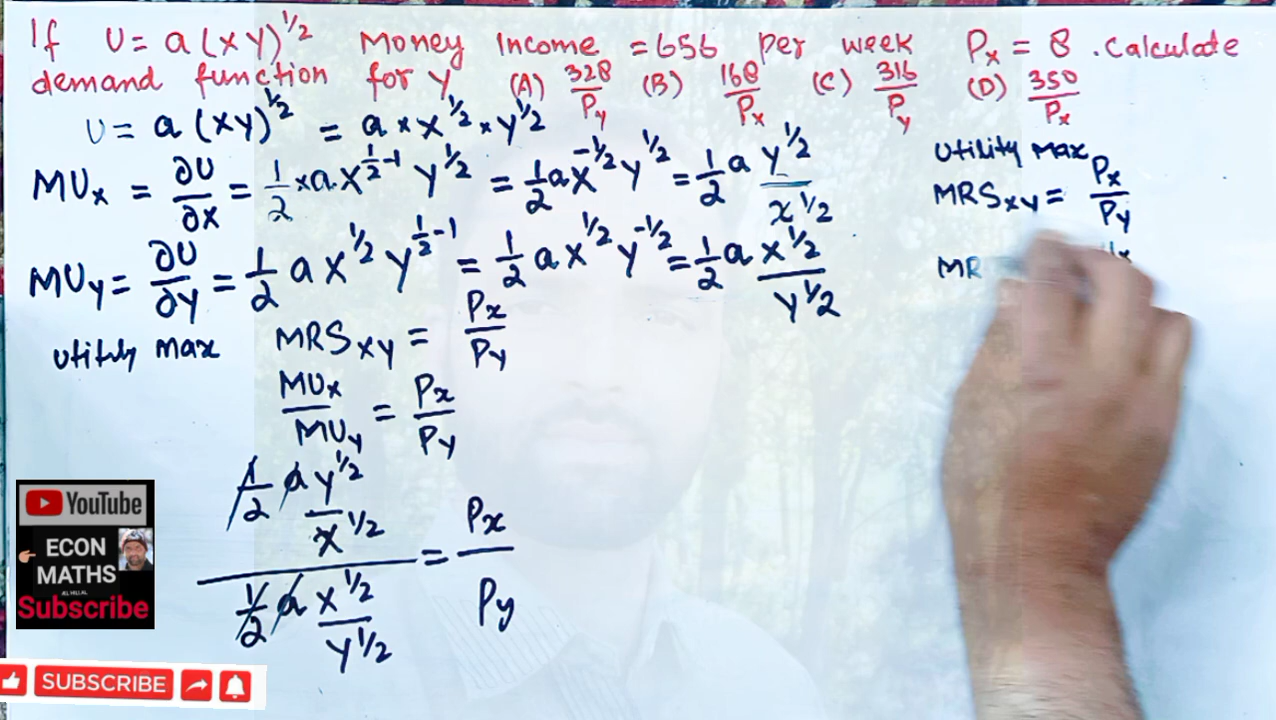 If U = a(xy)^1/2 Money Income = 656 Per week Px = 8 . Calculate
demand function for Y (A) 328/Py (B) 168/Px (C) 316/Py (D) 350/Px
U = a(xy)^1/2 = a × x^1/2 × y^1/2
MUx = ∂U/∂x = 1/2 × a · x^(1/2-1) y^1/2 = 1/2 a x^-1/2 y^1/2 = 1/2 a y^1/2 / x^1/2
MUy = ∂U/∂y = 1/2 a x^1/2 y^(1/2-1) = 1/2 a x^1/2 y^-1/2 = 1/2 a x^1/2 / y^1/2
Utility Max MRSxy = Px/Py
MUx/MUy = Px/Py
1/2 a y^1/2 / x^1/2
= Px/Py
1/2 a x^1/2 / y^1/2
Utility Max
MRSxy = Px/Py
MR
YouTube
ECON
MATHS
AL HILLAL
Subscribe
SUBSCRIBE